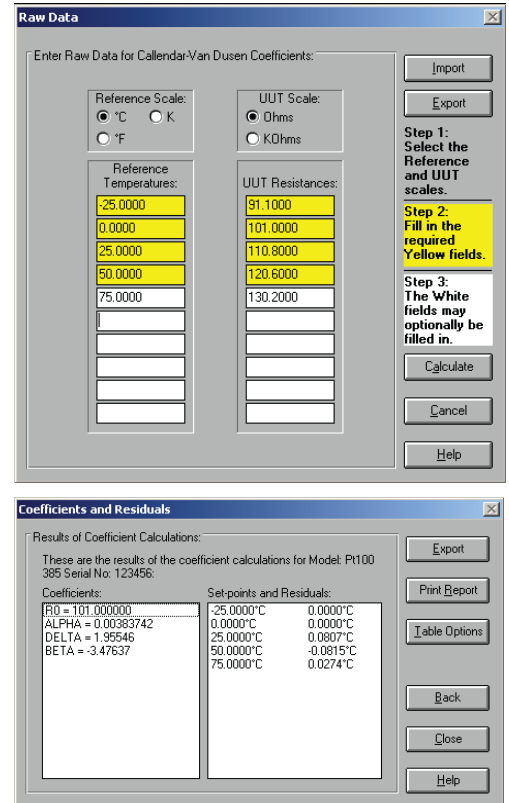 Raw Data
Enter Raw Data for Callendar-Van Dusen Coefficients:
Reference Scale:
°C K
°F
UUT Scale:
Ohms
KOhms
Reference
Temperatures:
-25.0000
0.0000
25.0000
50.0000
75.0000
UUT Resistances:
91.1000
101.0000
110.8000
120.6000
130.2000
Import
Export
Step 1:
Select the
Reference
and UUT
scales.
Step 2:
Fill in the
required
Yellow fields.
Step 3:
The White
fields may
optionally be
filled in.
Calculate
Cancel
Help
Coefficients and Residuals
Results of Coefficient Calculations:
These are the results of the coefficient calculations for Model: Pt100
385 Serial No: 123456:
Coefficients:
R0 = 101.000000
ALPHA = 0.00383742
DELTA = 1.95546
BETA = -3.47637
Set-points and Residuals:
-25.0000°C 0.0000°C
0.0000°C 0.0000°C
25.0000°C 0.0807°C
50.0000°C -0.0815°C
75.0000°C 0.0274°C
Export
Print Report
Table Options
Back
Close
Help